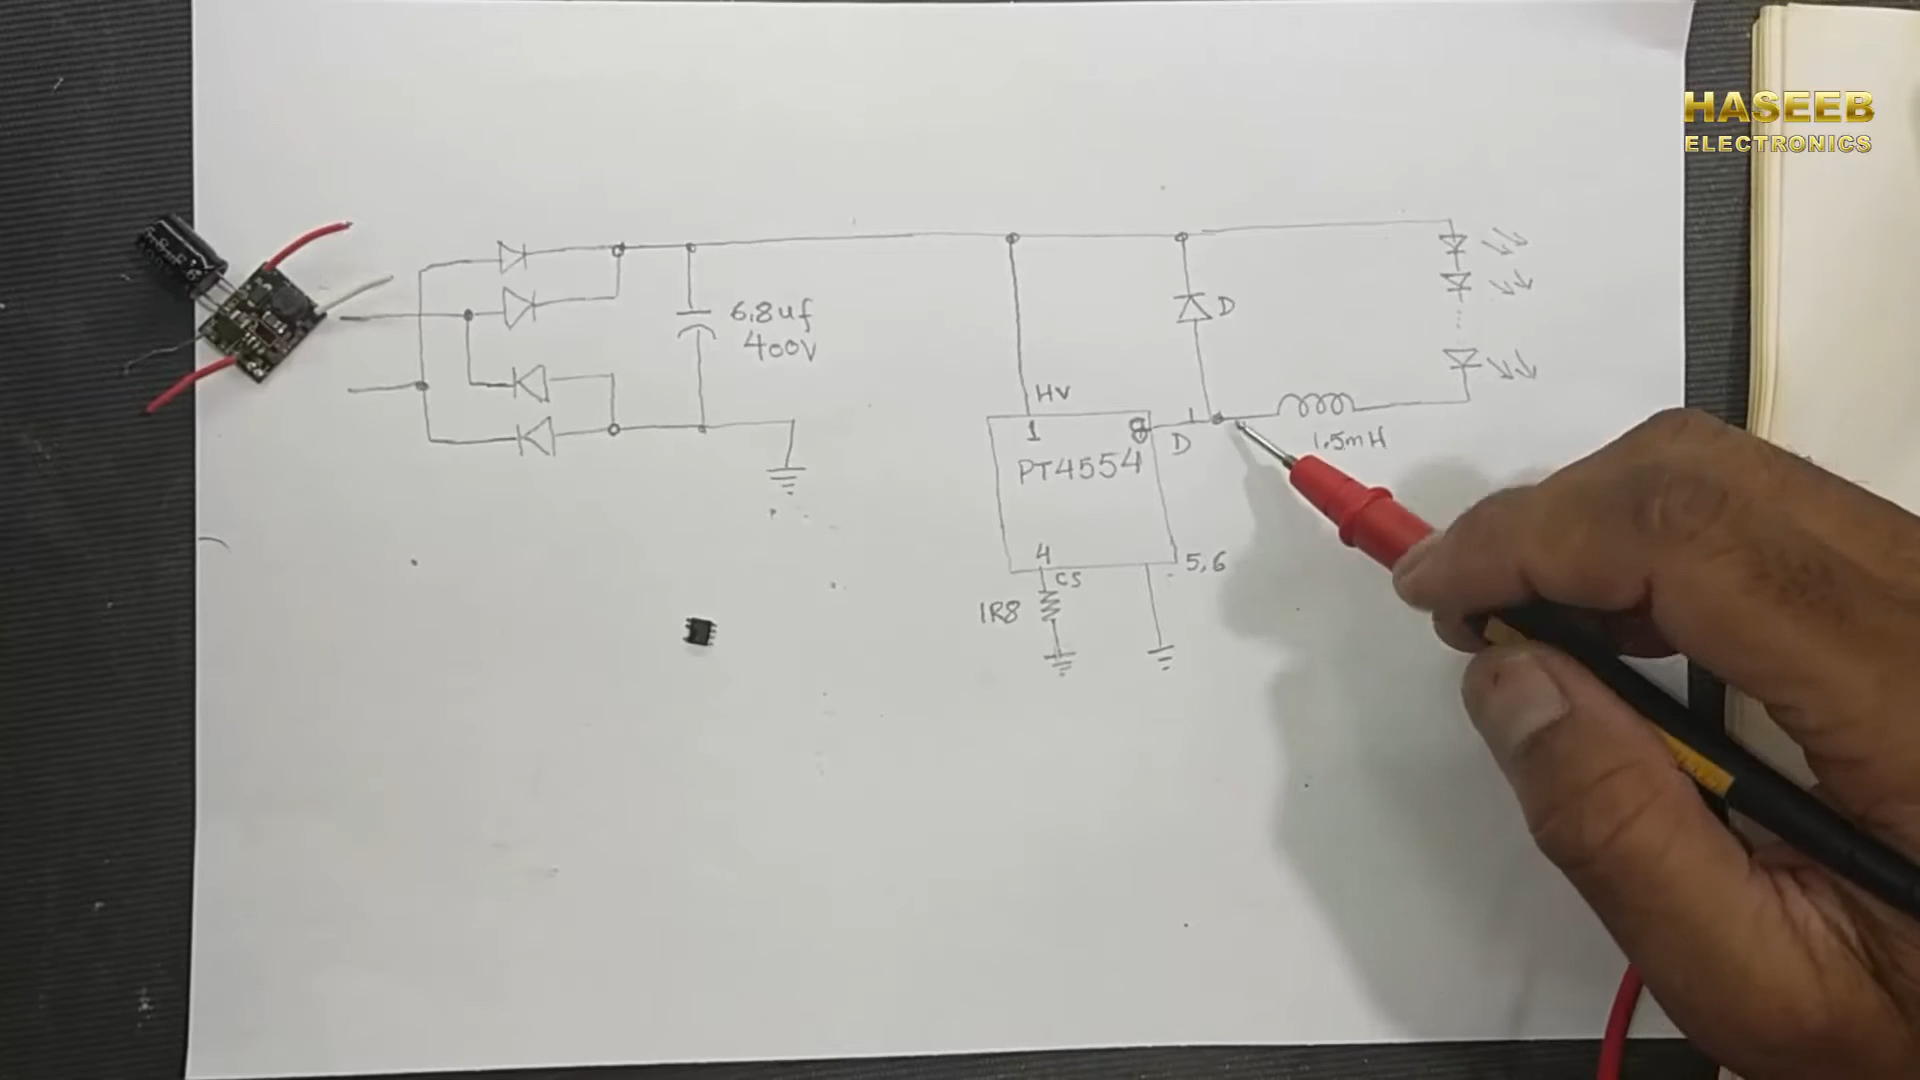 HASEEB
ELECTRONICS
6.8uf
400V
D
HV
1
8
D
PT4554
1.5mH
4
CS
5,6
1R8